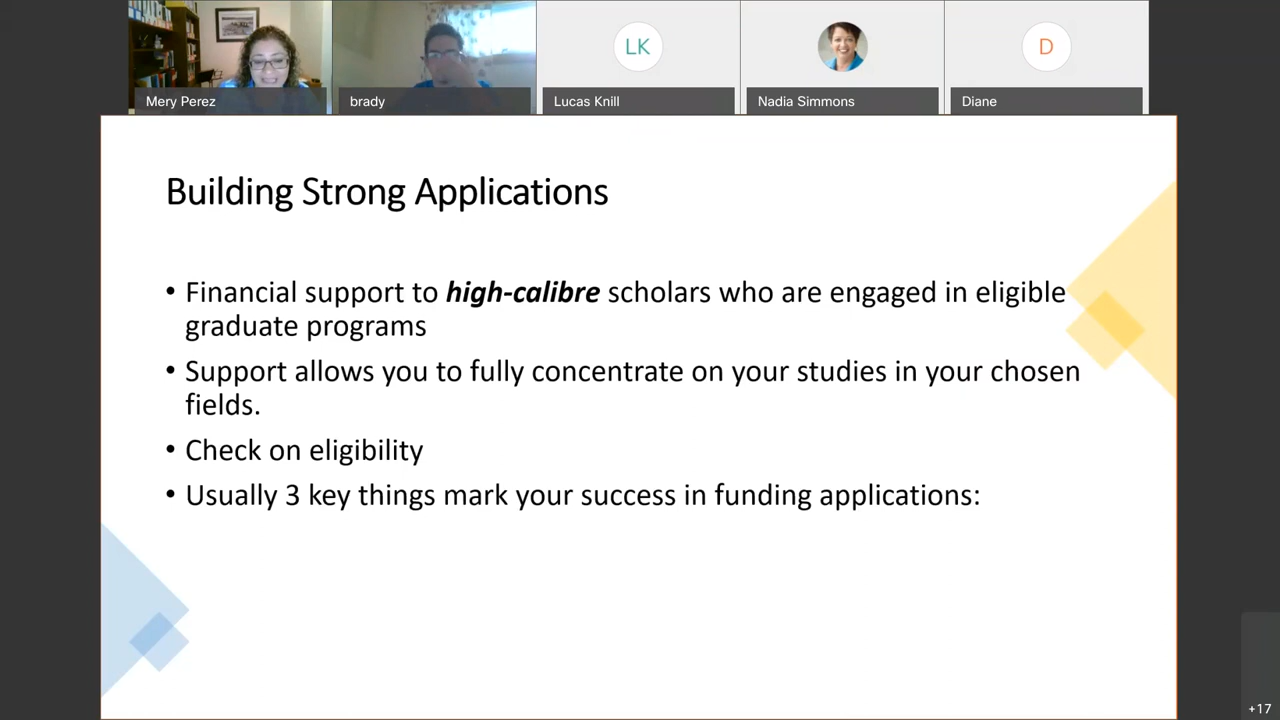 Mery Perez
brady
LK
Lucas Knill
Nadia Simmons
D
Diane
Building Strong Applications
• Financial support to high-calibre scholars who are engaged in eligible
graduate programs
• Support allows you to fully concentrate on your studies in your chosen
fields.
• Check on eligibility
• Usually 3 key things mark your success in funding applications:
+17